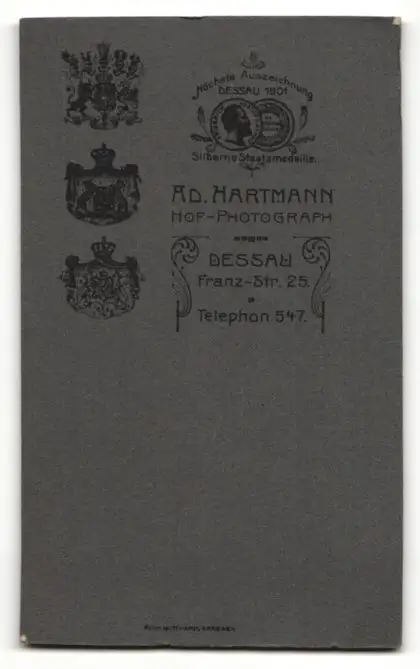 Höchste Auszeichnung
DESSAU 1901
Silberne Staatsmedaille.
AD. HARTMANN
HOF-PHOTOGRAPH
DESSAU
Franz-Str. 25.
Telephon 547.